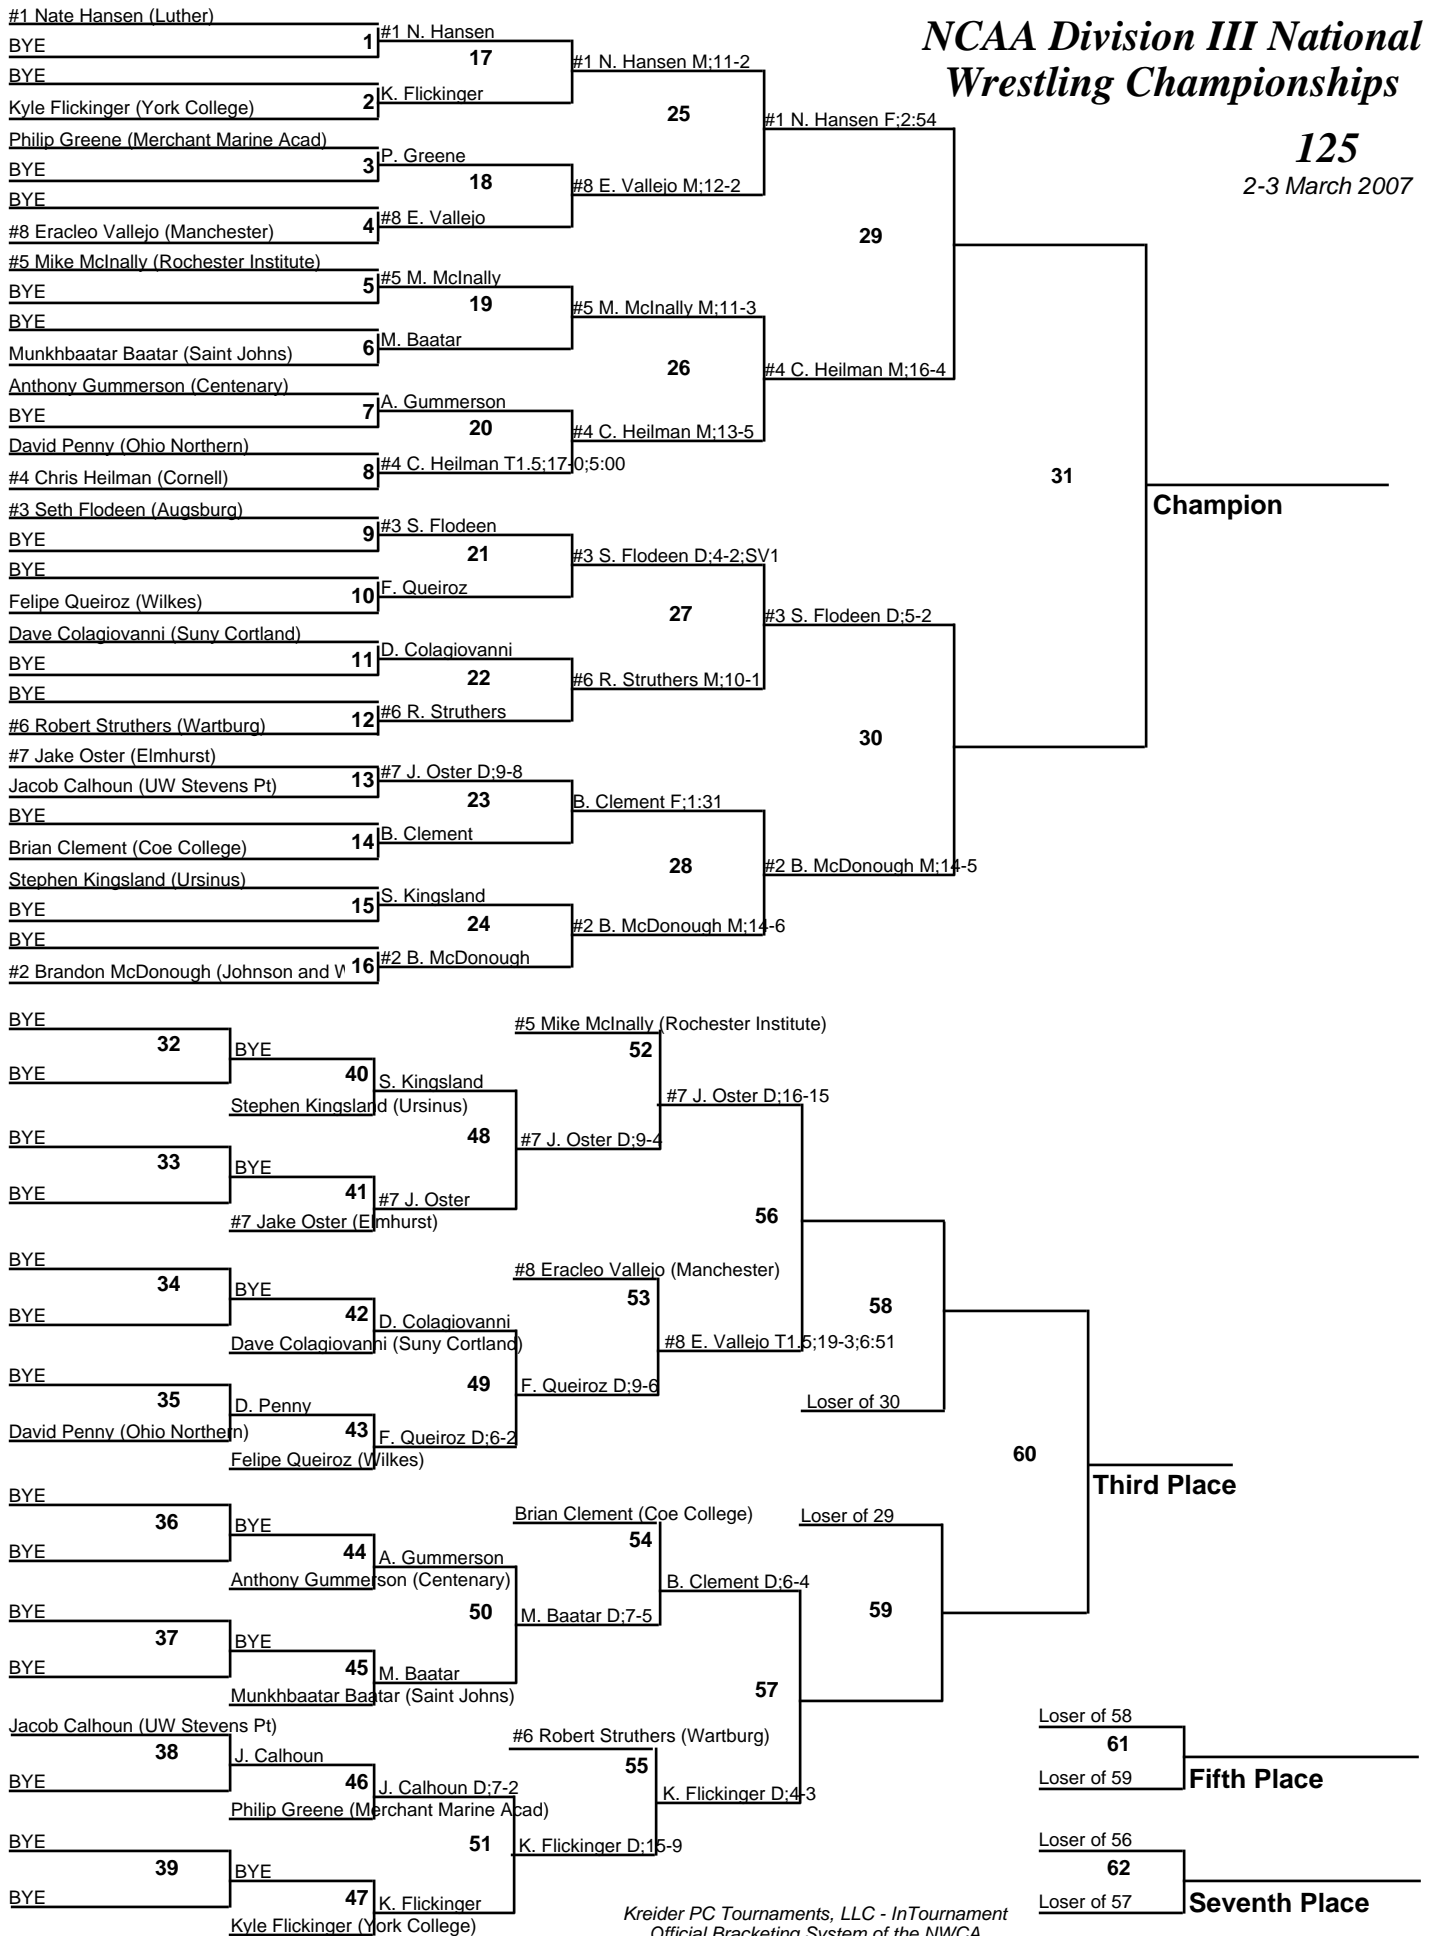 NCAA Division III National
Wrestling Championships
125
2-3 March 2007
#1 Nate Hansen (Luther)
BYE
1
#1 N. Hansen
17
BYE
Kyle Flickinger (York College)
2
K. Flickinger
#1 N. Hansen M;11-2
25
Philip Greene (Merchant Marine Acad)
BYE
3
P. Greene
18
BYE
#8 Eracleo Vallejo (Manchester)
4
#8 E. Vallejo
#8 E. Vallejo M;12-2
#1 N. Hansen F;2:54
29
#5 Mike McInally (Rochester Institute)
BYE
5
#5 M. McInally
19
BYE
Munkhbaatar Baatar (Saint Johns)
6
M. Baatar
#5 M. McInally M;11-3
26
Anthony Gummerson (Centenary)
BYE
7
A. Gummerson
20
David Penny (Ohio Northern)
#4 Chris Heilman (Cornell)
8
#4 C. Heilman T1.5;17-0;5:00
#4 C. Heilman M;13-5
#4 C. Heilman M;16-4
31
Champion
#3 Seth Flodeen (Augsburg)
BYE
9
#3 S. Flodeen
21
BYE
Felipe Queiroz (Wilkes)
10
F. Queiroz
#3 S. Flodeen D;4-2;SV1
27
Dave Colagiovanni (Suny Cortland)
BYE
11
D. Colagiovanni
22
BYE
#6 Robert Struthers (Wartburg)
12
#6 R. Struthers
#6 R. Struthers M;10-1
#3 S. Flodeen D;5-2
30
#7 Jake Oster (Elmhurst)
Jacob Calhoun (UW Stevens Pt)
13
#7 J. Oster D;9-8
23
BYE
Brian Clement (Coe College)
14
B. Clement
B. Clement F;1:31
28
Stephen Kingsland (Ursinus)
BYE
15
S. Kingsland
24
BYE
#2 Brandon McDonough (Johnson and W
16
#2 B. McDonough
#2 B. McDonough M;14-6
#2 B. McDonough M;14-5
BYE
32
BYE
BYE
40
Stephen Kingsland (Ursinus)
S. Kingsland
48
BYE
33
BYE
BYE
41
#7 Jake Oster (Elmhurst)
#7 J. Oster
#5 Mike McInally (Rochester Institute)
52
#7 J. Oster D;9-4
#7 J. Oster D;16-15
56
BYE
34
BYE
BYE
42
Dave Colagiovanni (Suny Cortland)
D. Colagiovanni
49
BYE
35
David Penny (Ohio Northern)
D. Penny
43
Felipe Queiroz (Wilkes)
F. Queiroz D;6-2
#8 Eracleo Vallejo (Manchester)
53
F. Queiroz D;9-6
#8 E. Vallejo T1.5;19-3;6:51
58
Loser of 30
60
Third Place
BYE
36
BYE
BYE
44
Anthony Gummerson (Centenary)
A. Gummerson
50
BYE
37
BYE
BYE
45
Munkhbaatar Baatar (Saint Johns)
M. Baatar
Brian Clement (Coe College)
54
M. Baatar D;7-5
B. Clement D;6-4
57
Loser of 29
59
Jacob Calhoun (UW Stevens Pt)
38
BYE
J. Calhoun
46
Philip Greene (Merchant Marine Acad)
J. Calhoun D;7-2
51
BYE
39
BYE
BYE
47
Kyle Flickinger (York College)
K. Flickinger
#6 Robert Struthers (Wartburg)
55
K. Flickinger D;15-9
K. Flickinger D;4-3
Loser of 58
61
Loser of 59
Fifth Place
Loser of 56
62
Loser of 57
Seventh Place
Kreider PC Tournaments, LLC - InTournament
Official Bracketing System of the NWCA